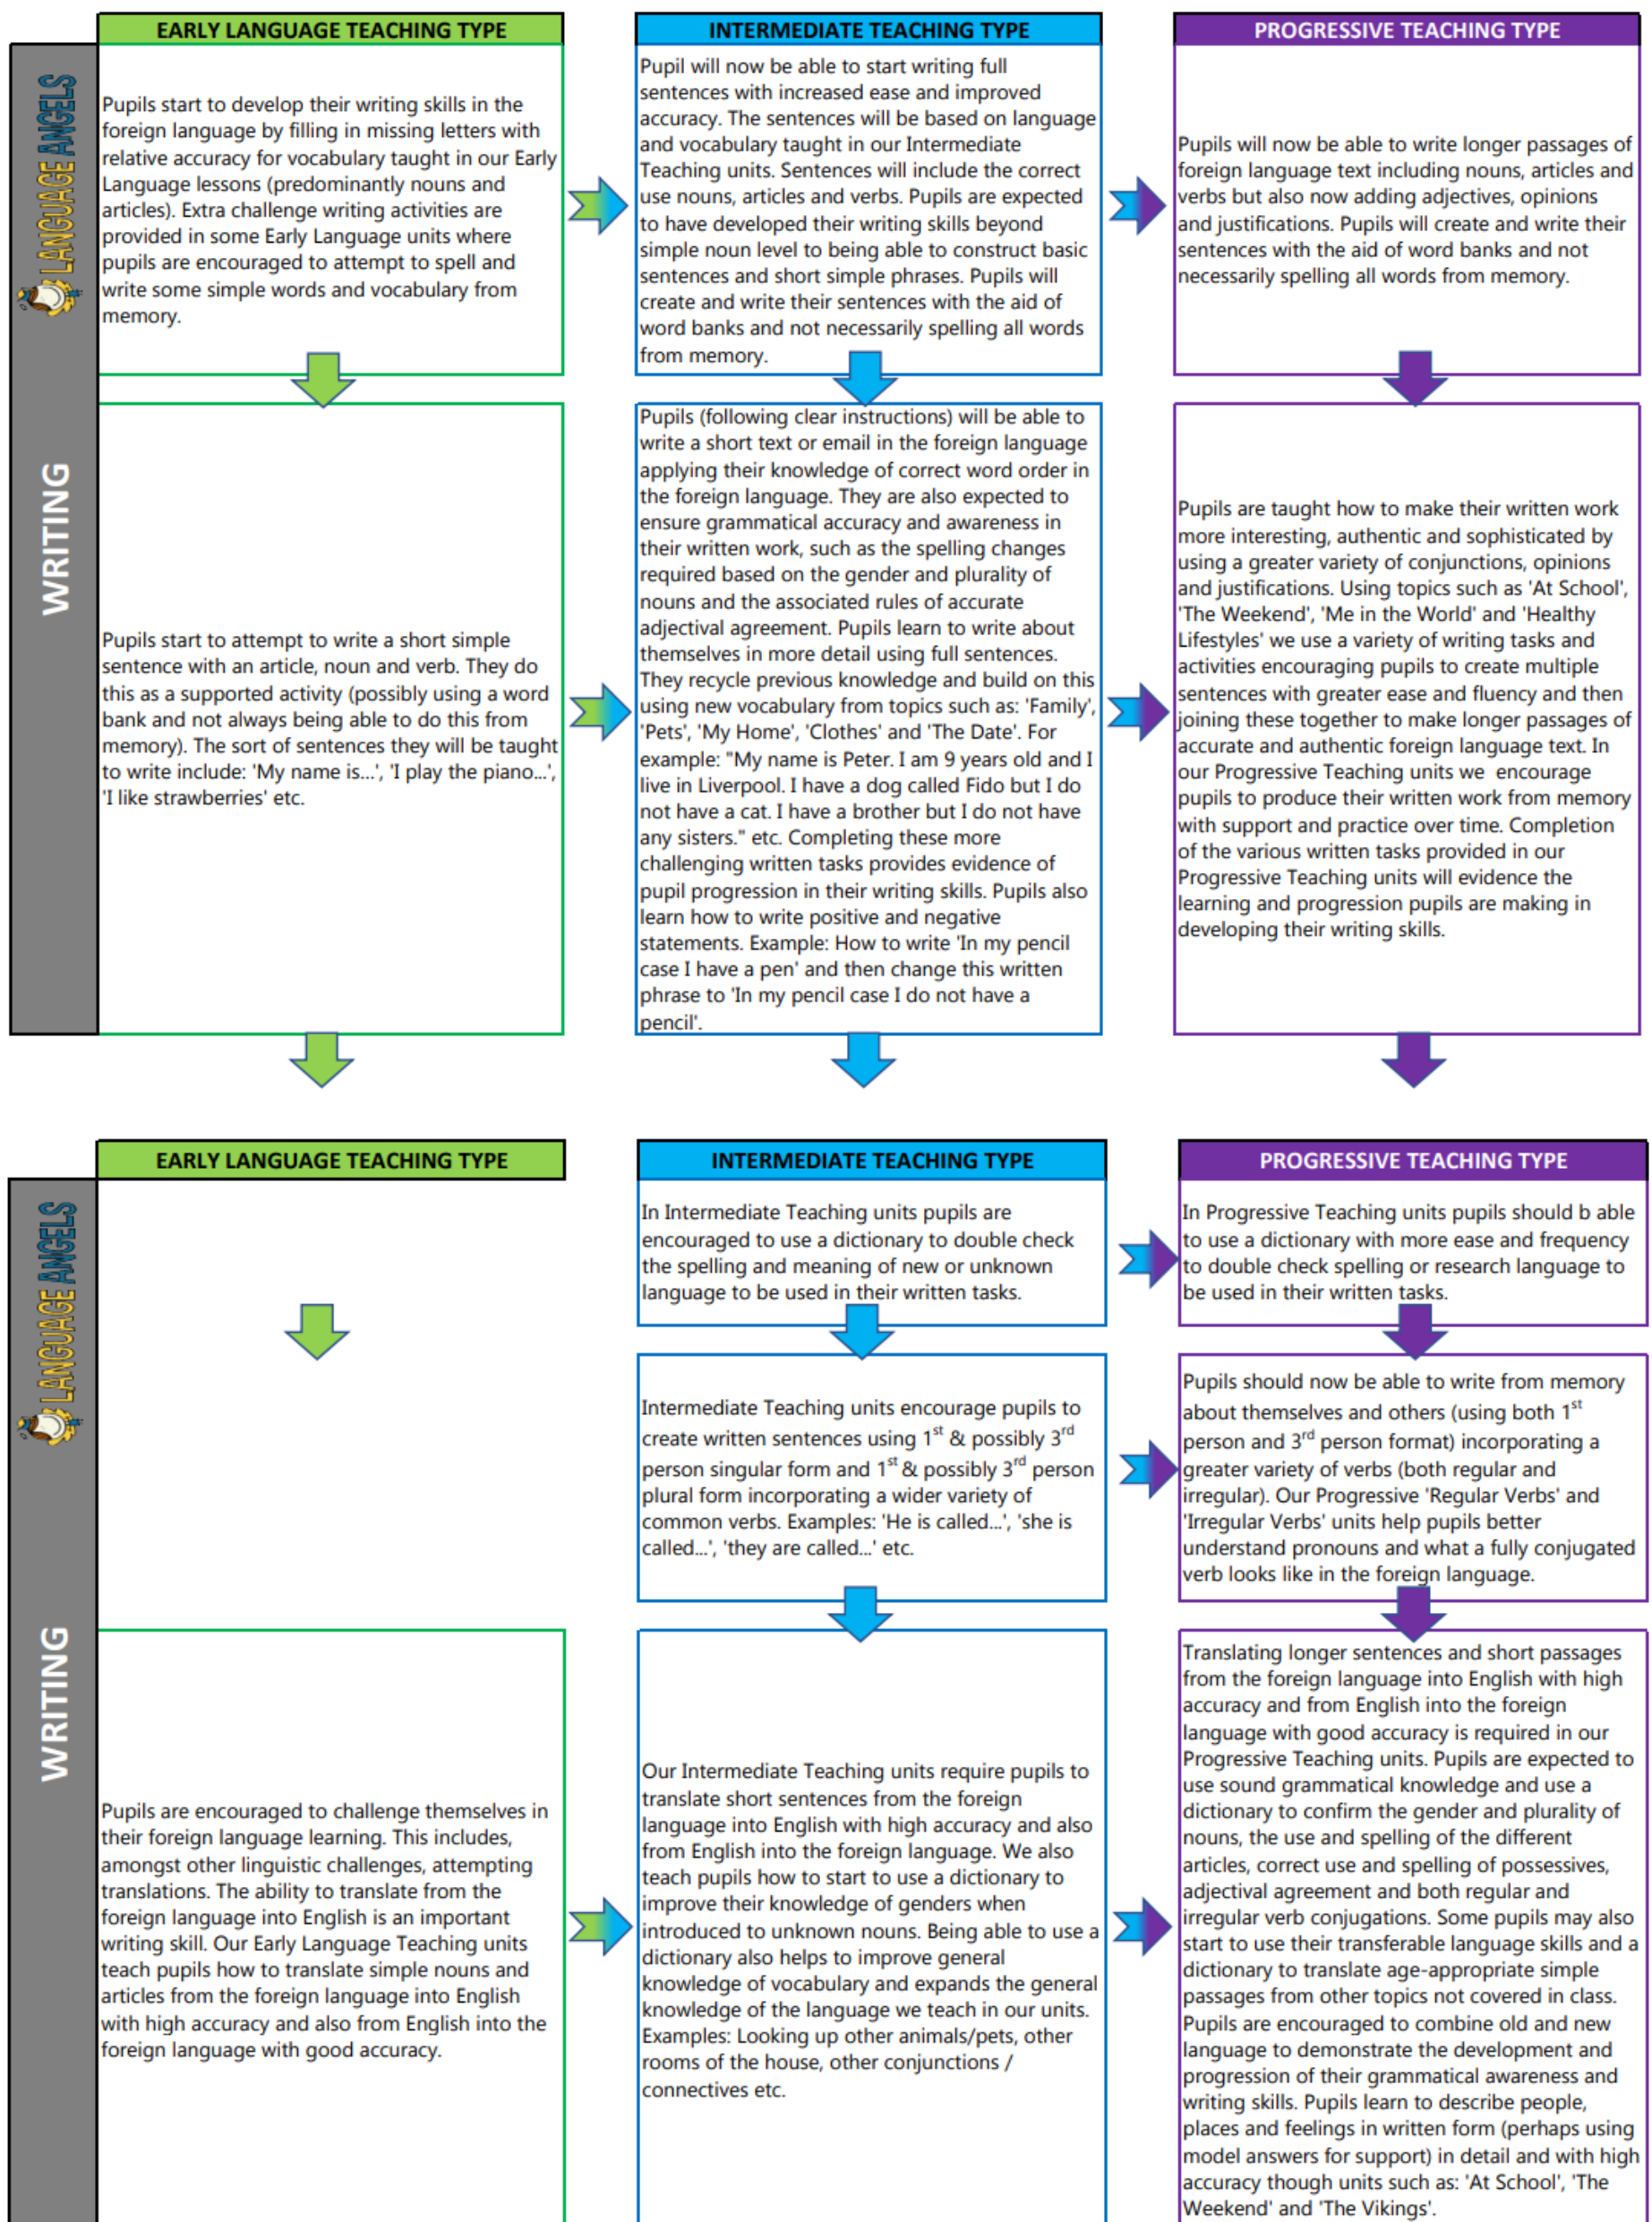 EARLY LANGUAGE TEACHING TYPE
INTERMEDIATE TEACHING TYPE
PROGRESSIVE TEACHING TYPE
LANGUAGE ANGELS
WRITING
Pupils start to develop their writing skills in the
foreign language by filling in missing letters with
relative accuracy for vocabulary taught in our Early
Language lessons (predominantly nouns and
articles). Extra challenge writing activities are
provided in some Early Language units where
pupils are encouraged to attempt to spell and
write some simple words and vocabulary from
memory.
Pupil will now be able to start writing full
sentences with increased ease and improved
accuracy. The sentences will be based on language
and vocabulary taught in our Intermediate
Teaching units. Sentences will include the correct
use nouns, articles and verbs. Pupils are expected
to have developed their writing skills beyond
simple noun level to being able to construct basic
sentences and short simple phrases. Pupils will
create and write their sentences with the aid of
word banks and not necessarily spelling all words
from memory.
Pupils will now be able to write longer passages of
foreign language text including nouns, articles and
verbs but also now adding adjectives, opinions
and justifications. Pupils will create and write their
sentences with the aid of word banks and not
necessarily spelling all words from memory.
Pupils start to attempt to write a short simple
sentence with an article, noun and verb. They do
this as a supported activity (possibly using a word
bank and not always being able to do this from
memory). The sort of sentences they will be taught
to write include: 'My name is...', 'I play the piano...',
'I like strawberries' etc.
Pupils (following clear instructions) will be able to
write a short text or email in the foreign language
applying their knowledge of correct word order in
the foreign language. They are also expected to
ensure grammatical accuracy and awareness in
their written work, such as the spelling changes
required based on the gender and plurality of
nouns and the associated rules of accurate
adjectival agreement. Pupils learn to write about
themselves in more detail using full sentences.
They recycle previous knowledge and build on this
using new vocabulary from topics such as: 'Family',
'Pets', 'My Home', 'Clothes' and 'The Date'. For
example: "My name is Peter. I am 9 years old and I
live in Liverpool. I have a dog called Fido but I do
not have a cat. I have a brother but I do not have
any sisters." etc. Completing these more
challenging written tasks provides evidence of
pupil progression in their writing skills. Pupils also
learn how to write positive and negative
statements. Example: How to write 'In my pencil
case I have a pen' and then change this written
phrase to 'In my pencil case I do not have a
pencil'.
Pupils are taught how to make their written work
more interesting, authentic and sophisticated by
using a greater variety of conjunctions, opinions
and justifications. Using topics such as 'At School',
'The Weekend', 'Me in the World' and 'Healthy
Lifestyles' we use a variety of writing tasks and
activities encouraging pupils to create multiple
sentences with greater ease and fluency and then
joining these together to make longer passages of
accurate and authentic foreign language text. In
our Progressive Teaching units we encourage
pupils to produce their written work from memory
with support and practice over time. Completion
of the various written tasks provided in our
Progressive Teaching units will evidence the
learning and progression pupils are making in
developing their writing skills.
EARLY LANGUAGE TEACHING TYPE
INTERMEDIATE TEACHING TYPE
PROGRESSIVE TEACHING TYPE
LANGUAGE ANGELS
WRITING
In Intermediate Teaching units pupils are
encouraged to use a dictionary to double check
the spelling and meaning of new or unknown
language to be used in their written tasks.
In Progressive Teaching units pupils should b able
to use a dictionary with more ease and frequency
to double check spelling or research language to
be used in their written tasks.
Intermediate Teaching units encourage pupils to
create written sentences using 1st & possibly 3rd
person singular form and 1st & possibly 3rd person
plural form incorporating a wider variety of
common verbs. Examples: 'He is called...', 'she is
called...', 'they are called...' etc.
Pupils should now be able to write from memory
about themselves and others (using both 1st
person and 3rd person format) incorporating a
greater variety of verbs (both regular and
irregular). Our Progressive 'Regular Verbs' and
'Irregular Verbs' units help pupils better
understand pronouns and what a fully conjugated
verb looks like in the foreign language.
Pupils are encouraged to challenge themselves in
their foreign language learning. This includes,
amongst other linguistic challenges, attempting
translations. The ability to translate from the
foreign language into English is an important
writing skill. Our Early Language Teaching units
teach pupils how to translate simple nouns and
articles from the foreign language into English
with high accuracy and also from English into the
foreign language with good accuracy.
Our Intermediate Teaching units require pupils to
translate short sentences from the foreign
language into English with high accuracy and also
from English into the foreign language. We also
teach pupils how to start to use a dictionary to
improve their knowledge of genders when
introduced to unknown nouns. Being able to use a
dictionary also helps to improve general
knowledge of vocabulary and expands the general
knowledge of the language we teach in our units.
Examples: Looking up other animals/pets, other
rooms of the house, other conjunctions /
connectives etc.
Translating longer sentences and short passages
from the foreign language into English with high
accuracy and from English into the foreign
language with good accuracy is required in our
Progressive Teaching units. Pupils are expected to
use sound grammatical knowledge and use a
dictionary to confirm the gender and plurality of
nouns, the use and spelling of the different
articles, correct use and spelling of possessives,
adjectival agreement and both regular and
irregular verb conjugations. Some pupils may also
start to use their transferable language skills and a
dictionary to translate age-appropriate simple
passages from other topics not covered in class.
Pupils are encouraged to combine old and new
language to demonstrate the development and
progression of their grammatical awareness and
writing skills. Pupils learn to describe people,
places and feelings in written form (perhaps using
model answers for support) in detail and with high
accuracy though units such as: 'At School', 'The
Weekend' and 'The Vikings'.